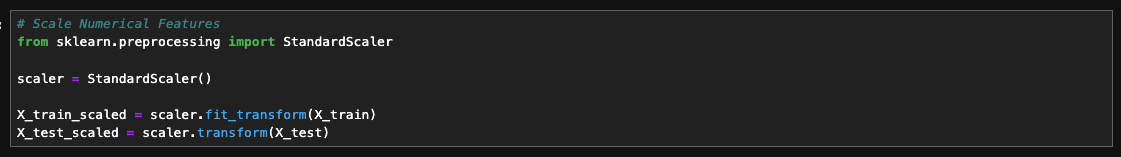 # Scale Numerical Features
from sklearn.preprocessing import StandardScaler
scaler = StandardScaler()
X_train_scaled = scaler.fit_transform(X_train)
X_test_scaled = scaler.transform(X_test)